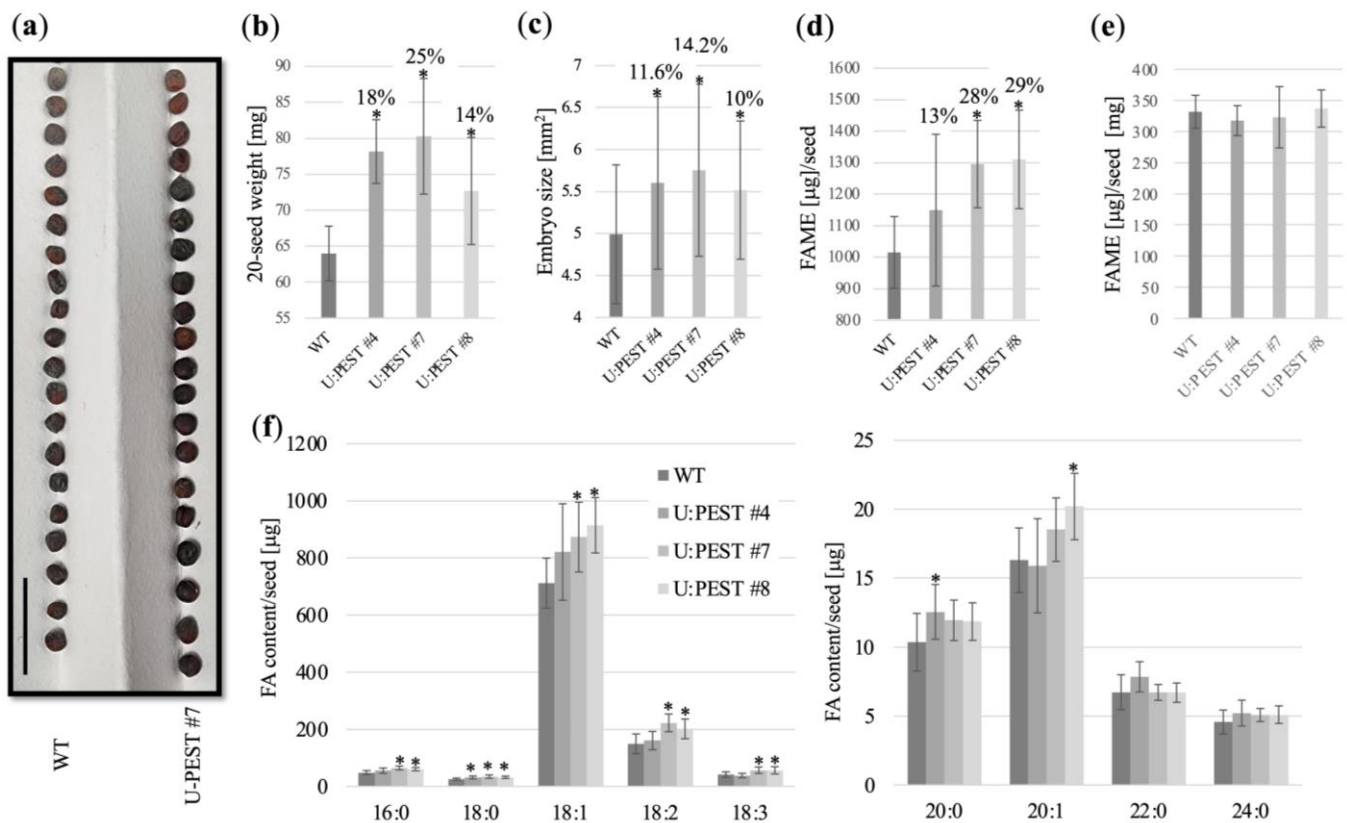 (a)
WT
U-PEST #7
(b)
20-seed weight [mg]
90
85
80
75
70
65
60
55
18%
*
25%
*
14%
*
WT
U:PEST #4
U:PEST #7
U:PEST #8
(c)
Embryo size [mm²]
7
6.5
6
5.5
5
4.5
4
11.6%
*
14.2%
*
10%
*
WT
U:PEST #4
U:PEST #7
U:PEST #8
(d)
FAME [µg]/seed
1600
1500
1400
1300
1200
1100
1000
900
800
13%
28%
*
29%
*
WT
U:PEST #4
U:PEST #7
U:PEST #8
(e)
FAME [µg]/seed [mg]
400
350
300
250
200
150
100
50
0
WT
U:PEST #4
U:PEST #7
U:PEST #8
(f)
FA content/seed [µg]
1200
1000
800
600
400
200
0
WT
U:PEST #4
U:PEST #7
U:PEST #8
* *
* * *
* *
* *
* *
16:0 18:0 18:1 18:2 18:3
FA content/seed [µg]
25
20
15
10
5
0
*
*
20:0 20:1 22:0 24:0